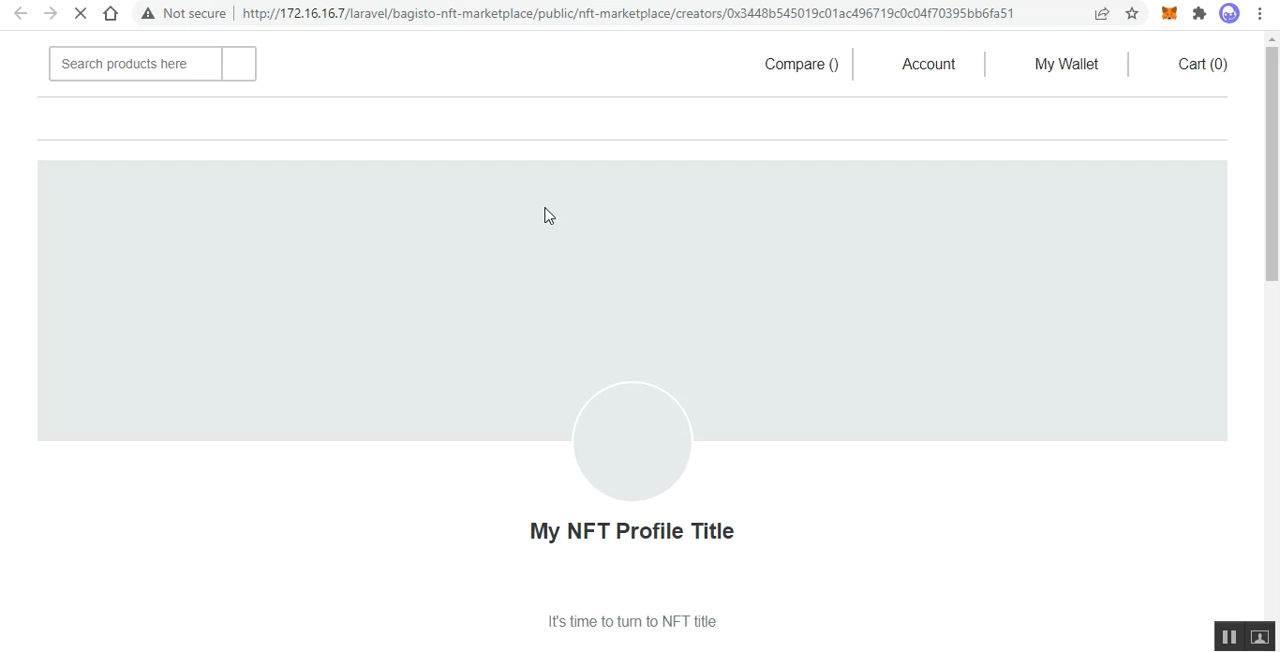 Not secure http://172.16.16.7/laravel/bagisto-nft-marketplace/public/nft-marketplace/creators/0x3448b545019c01ac496719c0c04f70395bb6fa51
Search products here Compare () Account My Wallet Cart (0)
My NFT Profile Title
It's time to turn to NFT title